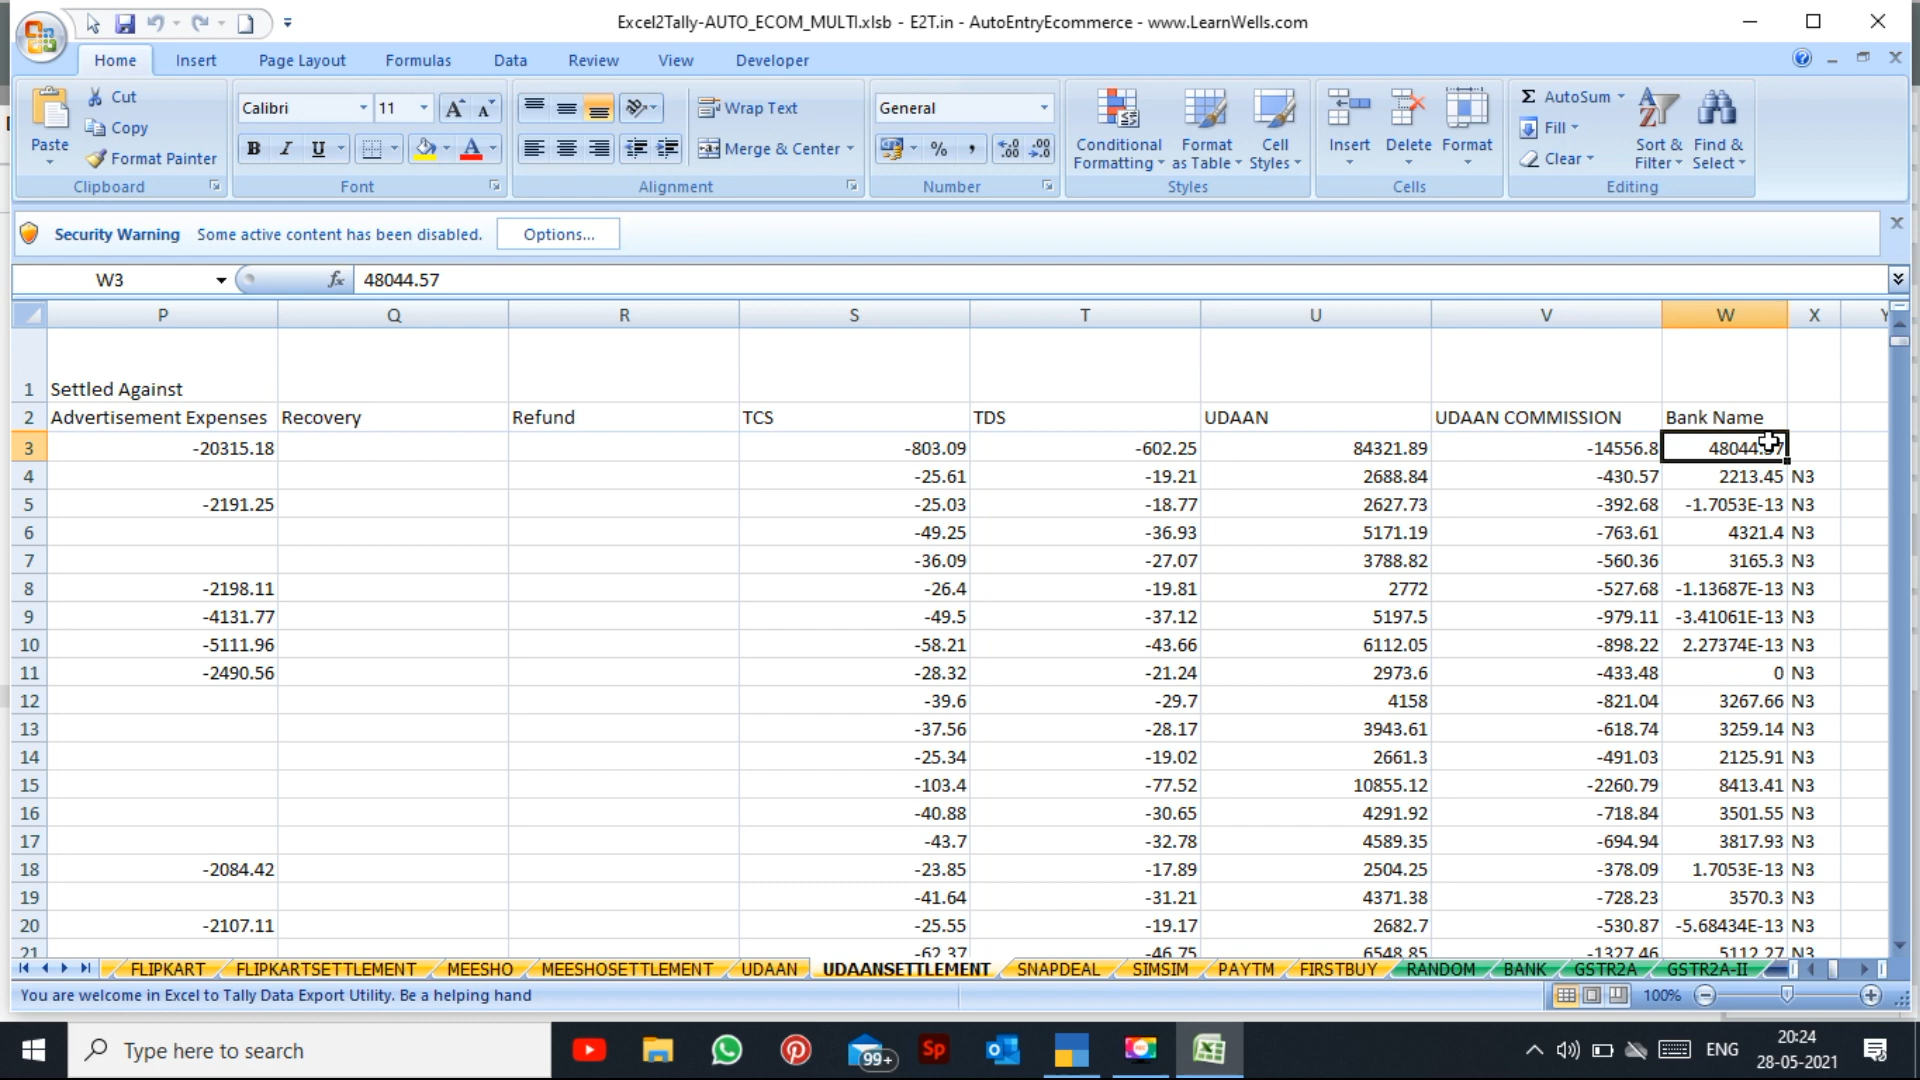 Excel2Tally-AUTO_ECOM_MULTI.xlsb - E2T.in - AutoEntryEcommerce - www.LearnWells.com
Home Insert Page Layout Formulas Data Review View Developer
Paste Cut Copy Format Painter
Calibri 11
B I U
Wrap Text
Merge & Center
General
% ,
Conditional Formatting Format as Table Cell Styles
Insert Delete Format
Σ AutoSum Fill Clear
Sort & Filter Find & Select
Clipboard Font Alignment Number Styles Cells Editing
Security Warning Some active content has been disabled. Options...
W3 fx 48044.57
P Q R S T U V W X Y
1 Settled Against
2 Advertisement Expenses Recovery Refund TCS TDS UDAAN UDAAN COMMISSION Bank Name
3 -20315.18 -803.09 -602.25 84321.89 -14556.8
4 -25.61 -19.21 2688.84 -430.57 2213.45 N3
5 -2191.25 -25.03 -18.77 2627.73 -392.68 -1.7053E-13 N3
6 -49.25 -36.93 5171.19 -763.61 4321.4 N3
7 -36.09 -27.07 3788.82 -560.36 3165.3 N3
8 -2198.11 -26.4 -19.81 2772 -527.68 -1.13687E-13 N3
9 -4131.77 -49.5 -37.12 5197.5 -979.11 -3.41061E-13 N3
10 -5111.96 -58.21 -43.66 6112.05 -898.22 2.27374E-13 N3
11 -2490.56 -28.32 -21.24 2973.6 -433.48 0 N3
12 -39.6 -29.7 4158 -821.04 3267.66 N3
13 -37.56 -28.17 3943.61 -618.74 3259.14 N3
14 -25.34 -19.02 2661.3 -491.03 2125.91 N3
15 -103.4 -77.52 10855.12 -2260.79 8413.41 N3
16 -40.88 -30.65 4291.92 -718.84 3501.55 N3
17 -43.7 -32.78 4589.35 -694.94 3817.93 N3
18 -2084.42 -23.85 -17.89 2504.25 -378.09 1.7053E-13 N3
19 -41.64 -31.21 4371.38 -728.23 3570.3 N3
20 -2107.11 -25.55 -19.17 2682.7 -530.87 -5.68434E-13 N3
21 -62.37 -46.75 6548.85 -1327.46 5112.27 N3
FLIPKART FLIPKARTSETTLEMENT MEESHO MEESHOSETTLEMENT UDAAN UDAANSETTLEMENT SNAPDEAL SIMSIM PAYTM FIRSTBUY RANDOM BANK GSTR2A GSTR2A-II
You are welcome in Excel to Tally Data Export Utility. Be a helping hand 100%
Type here to search 99+ Sp ENG 20:24
28-05-2021